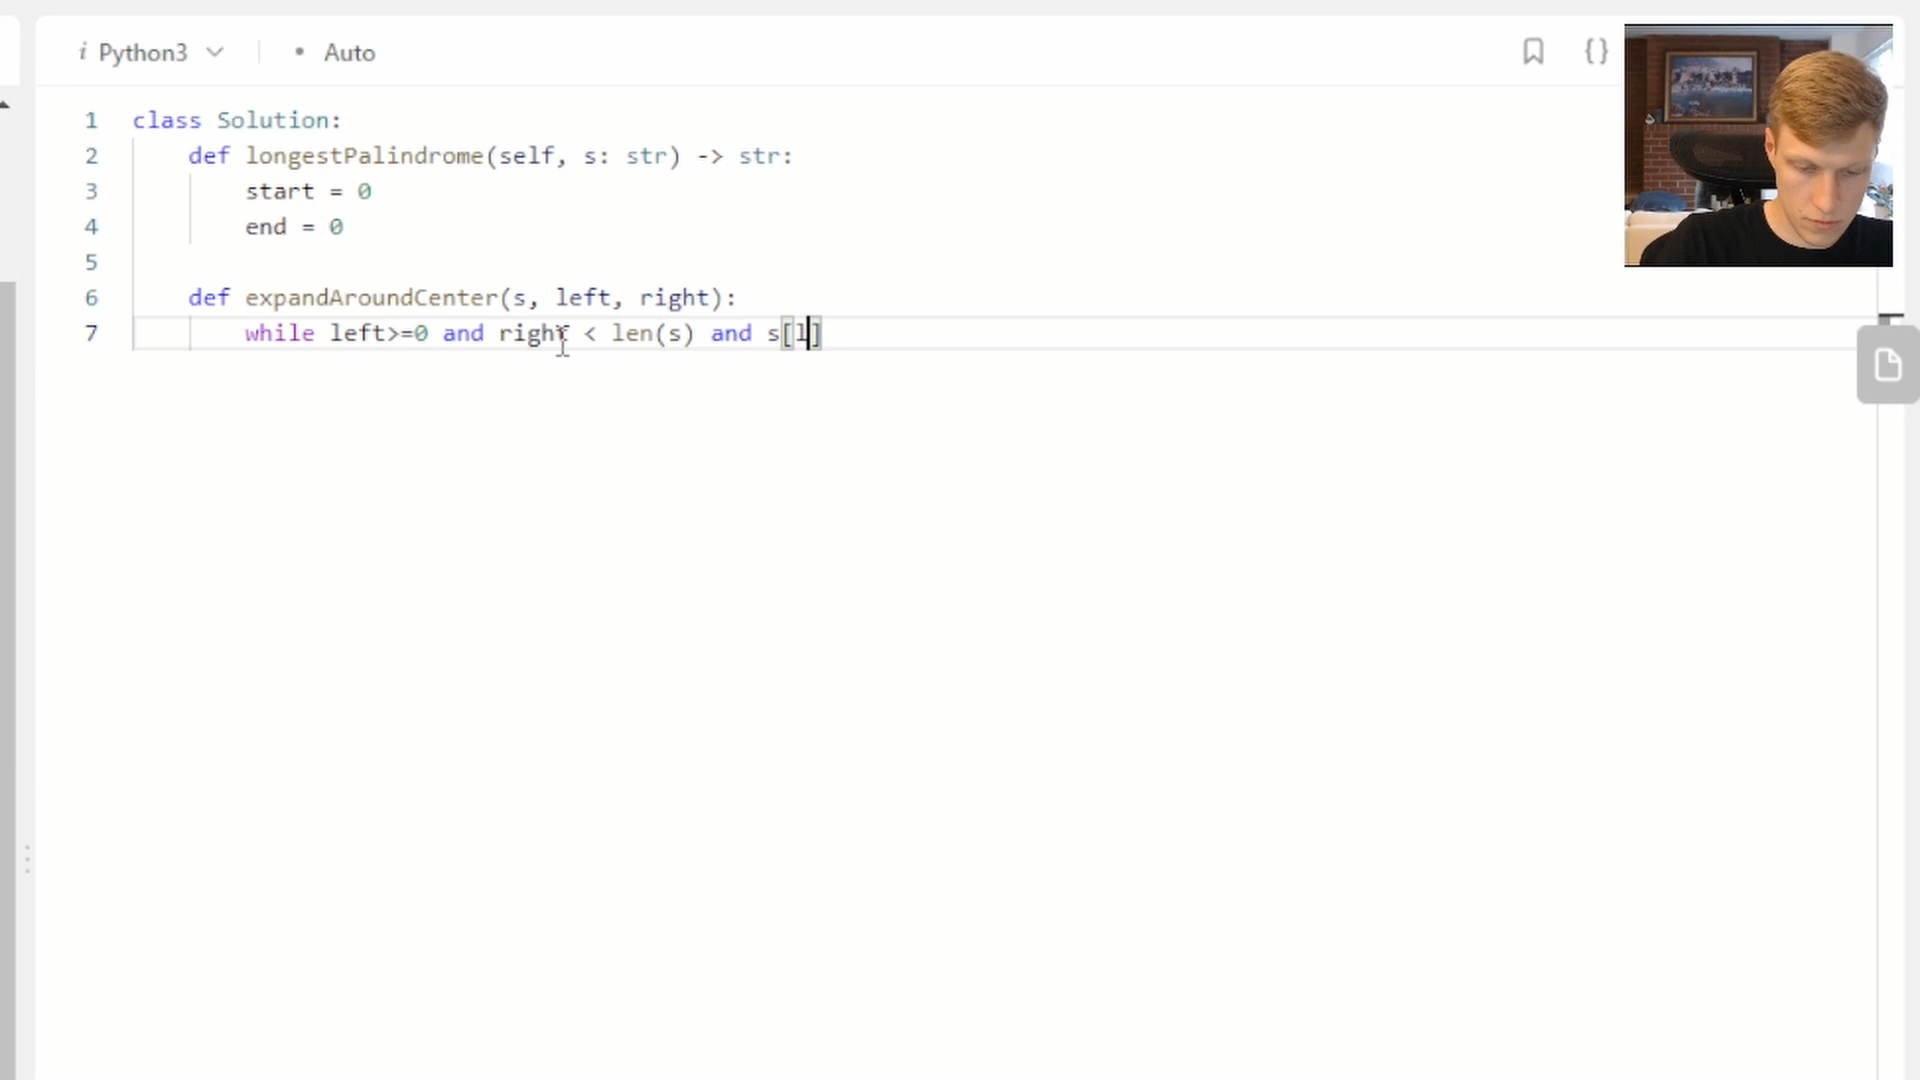 i Python3 • Auto {}
1 class Solution:
2 def longestPalindrome(self, s: str) -> str:
3 start = 0
4 end = 0
5
6 def expandAroundCenter(s, left, right):
7 while left>=0 and right < len(s) and s[l]